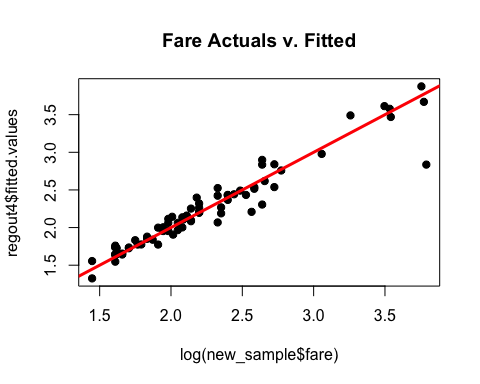 Fare Actuals v. Fitted
regout4$fitted.values
3.5
3.0
2.5
2.0
1.5
1.5 2.0 2.5 3.0 3.5
log(new_sample$fare)